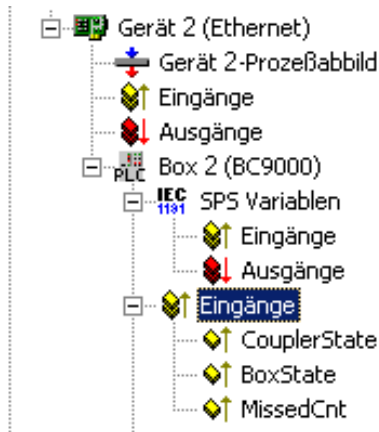 Gerät 2 (Ethernet)
Gerät 2-Prozeßabbild
Eingänge
Ausgänge
PLC Box 2 (BC9000)
IEC 1131 SPS Variablen
Eingänge
Ausgänge
Eingänge
CouplerState
BoxState
MissedCnt